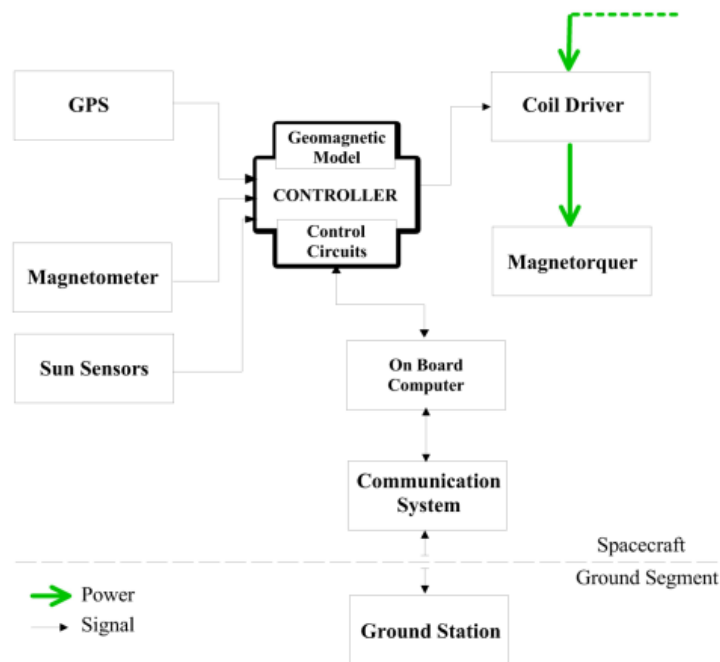 GPS
Geomagnetic
Model
CONTROLLER
Control
Circuits
Coil Driver
Magnetometer
Magnetorquer
Sun Sensors
On Board
Computer
Communication
System
Spacecraft
Ground Segment
Power
Signal
Ground Station